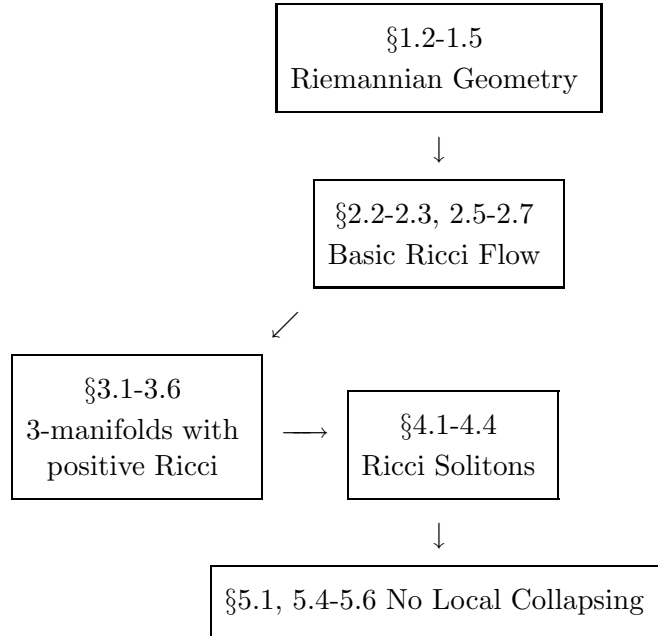 §1.2-1.5
Riemannian Geometry
↓
§2.2-2.3, 2.5-2.7
Basic Ricci Flow
↙
§3.1-3.6
3-manifolds with
positive Ricci
⟶
§4.1-4.4
Ricci Solitons
↓
§5.1, 5.4-5.6 No Local Collapsing